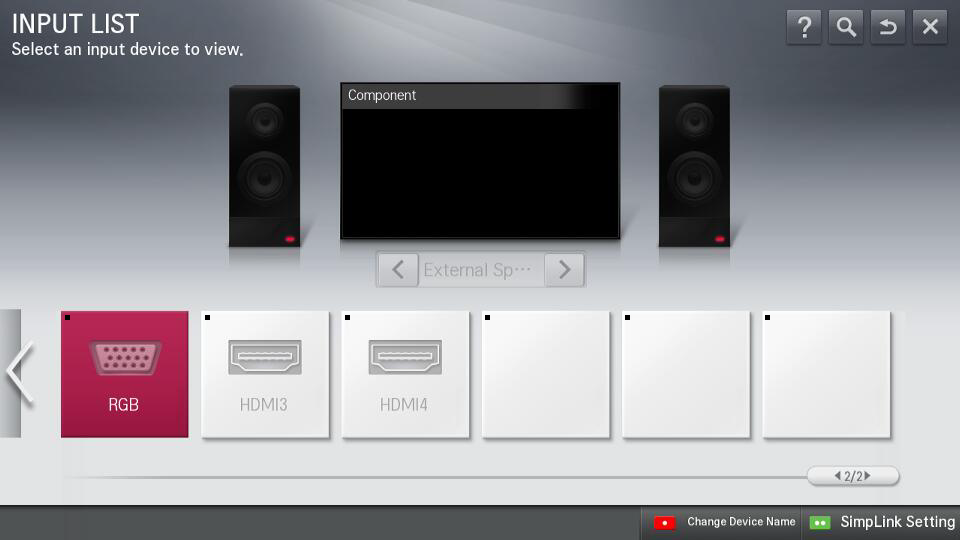 INPUT LIST
Select an input device to view.
?
Component
External Sp···
RGB
HDMI3
HDMI4
2/2
Change Device Name
SimpLink Setting